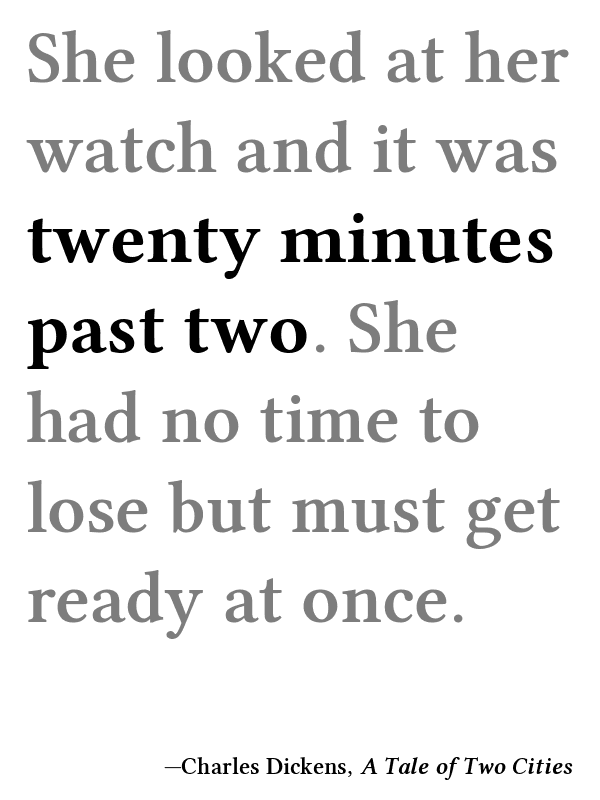 She looked at her
watch and it was
twenty minutes
past two. She
had no time to
lose but must get
ready at once.
—Charles Dickens, A Tale of Two Cities